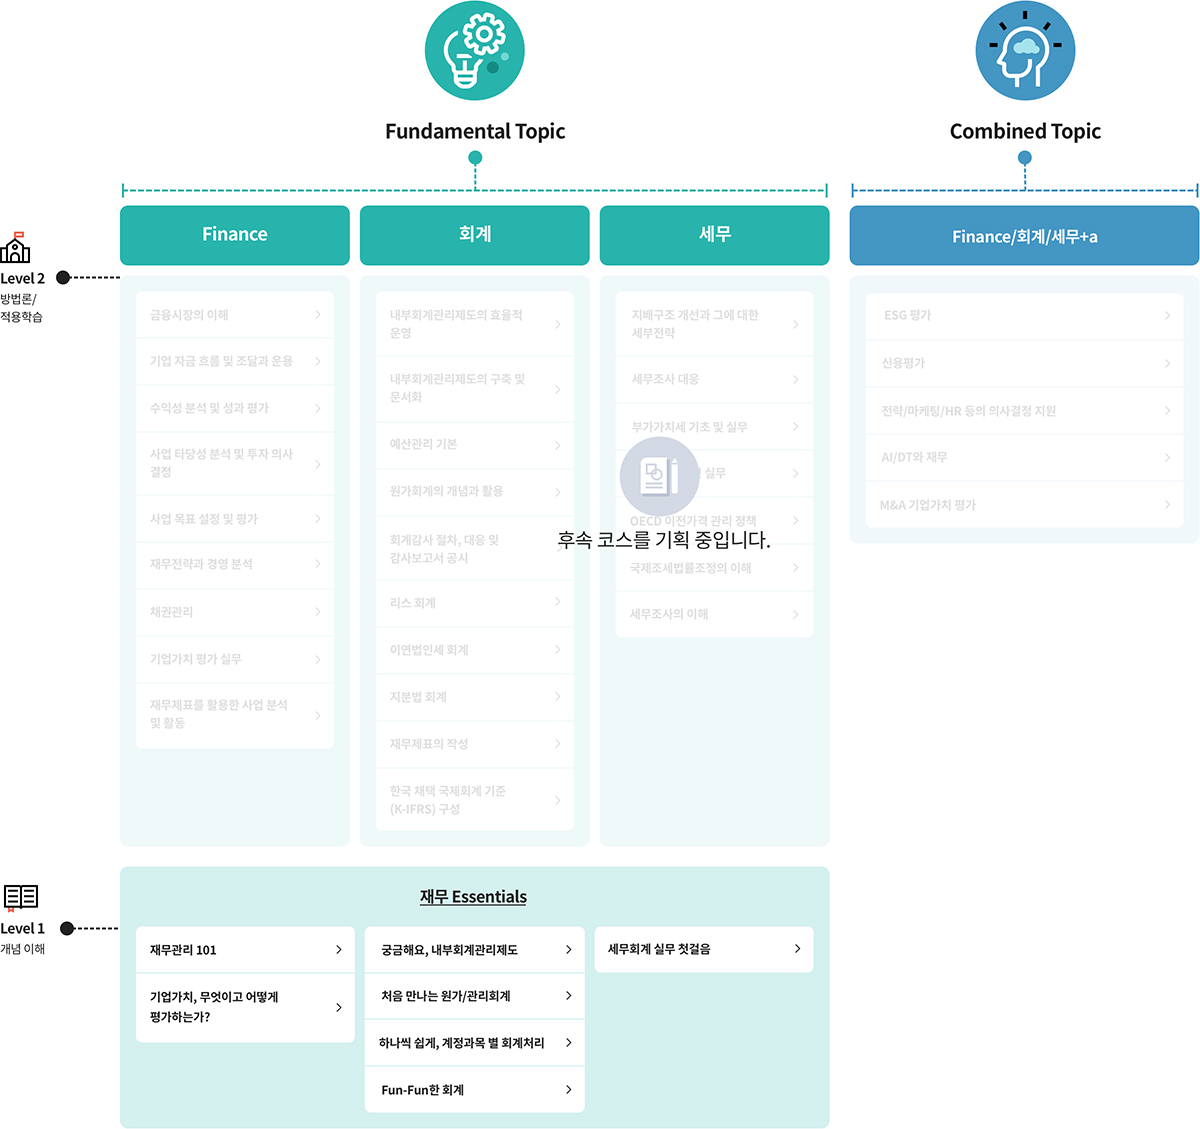 Fundamental Topic
Combined Topic
Finance
회계
세무
Finance/회계/세무+a
Level 2
방법론/
적용학습
금융시장의 이해
기업 자금 흐름 및 조달과 운용
수익성 분석 및 성과 평가
사업 타당성 분석 및 투자 의사
결정
사업 목표 설정 및 평가
재무전략과 경영 분석
채권관리
기업가치 평가 실무
재무제표를 활용한 사업 분석
및 활동
내부회계관리제도의 효율적
운영
내부회계관리제도의 구축 및
문서화
예산관리 기본
원가회계의 개념과 활용
회계감사 절차, 대응 및
감사보고서 공시
리스 회계
이연법인세 회계
지분법 회계
재무제표의 작성
한국 채택 국제회계 기준
(K-IFRS) 구성
지배구조 개선과 그에 대한
세부전략
세무조사 대응
부가가치세 기초 및 실무
실무
OECD 이전가격 관리 정책
국제조세법률조정의 이해
세무조사의 이해
후속 코스를 기획 중입니다.
ESG 평가
신용평가
전략/마케팅/HR 등의 의사결정 지원
AI/DT와 재무
M&A 기업가치 평가
Level 1
개념 이해
재무 Essentials
재무관리 101
기업가치, 무엇이고 어떻게
평가하는가?
궁금해요, 내부회계관리제도
처음 만나는 원가/관리회계
하나씩 쉽게, 계정과목 별 회계처리
Fun-Fun한 회계
세무회계 실무 첫걸음